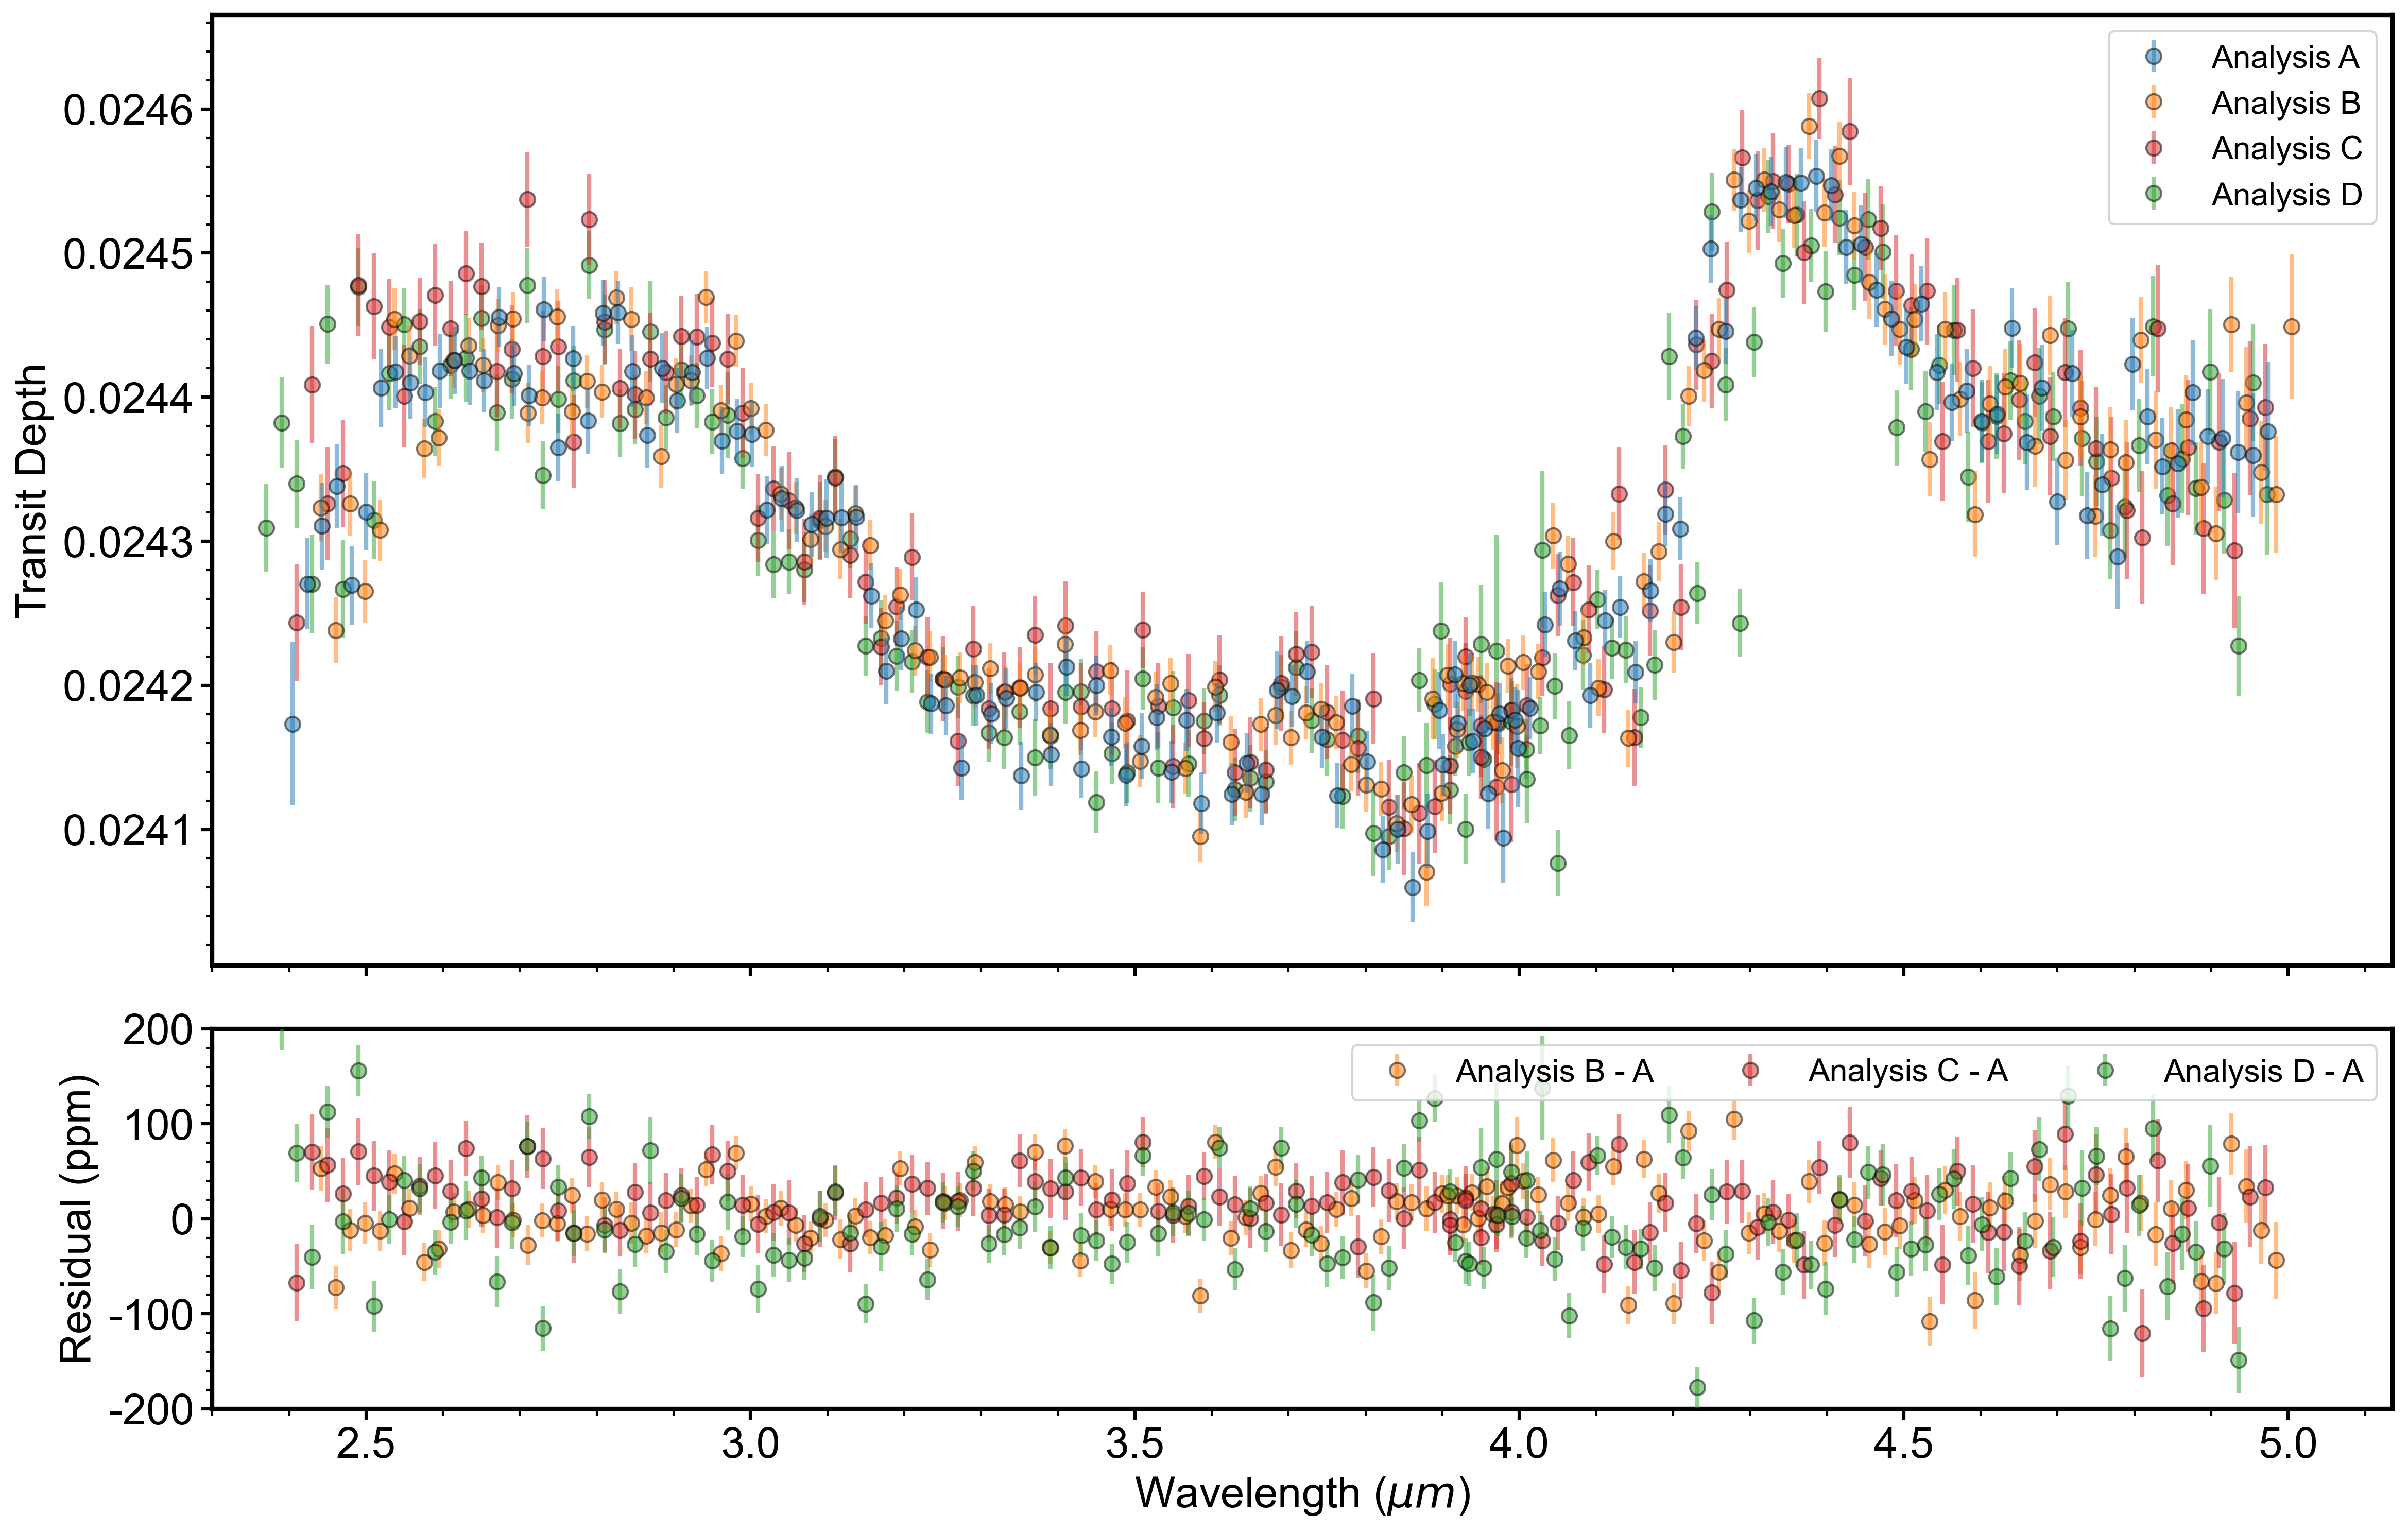 Transit Depth
0.0246
0.0245
0.0244
0.0243
0.0242
0.0241
Analysis A
Analysis B
Analysis C
Analysis D
Residual (ppm)
200
100
0
-100
-200
Analysis B - A
Analysis C - A
Analysis D - A
2.5 3.0 3.5 4.0 4.5 5.0
Wavelength (μm)